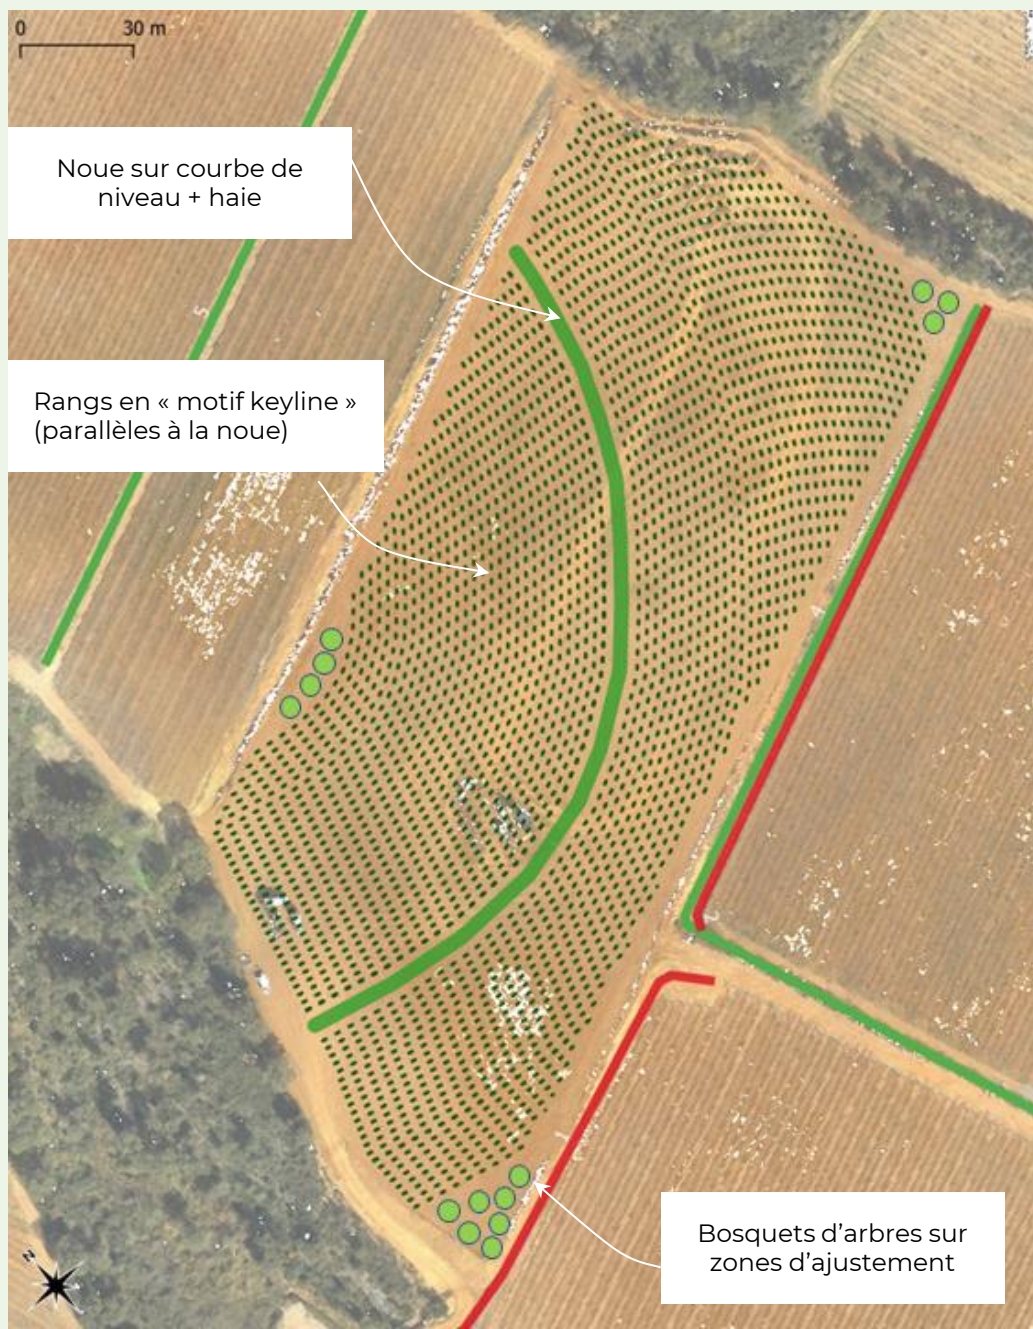 0 30 m
Noue sur courbe de
niveau + haie
5
Rangs en « motif keyline »
(parallèles à la noue)
Bosquets d’arbres sur
zones d’ajustement
N